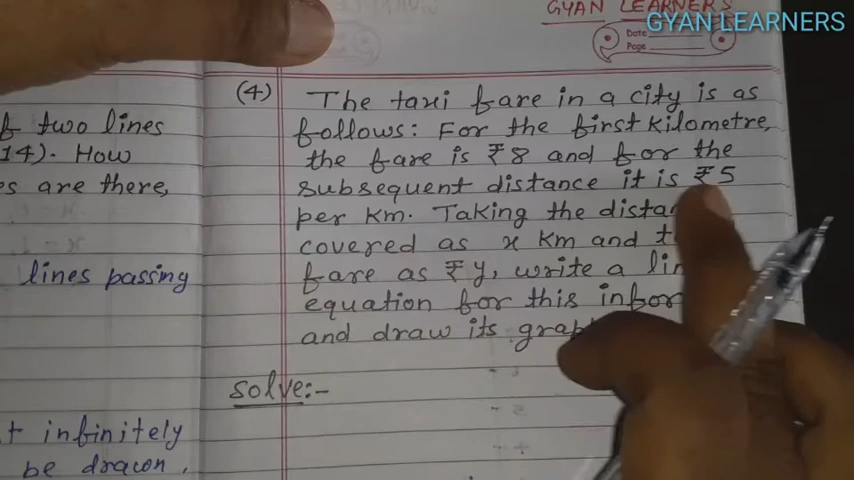 GYAN LEARNERS
GYAN LEARNERS
Date
Page
f two lines
14). How
es are there,
lines passing
t infinitely
be drawn.
(4) The taxi fare in a city is as
follows: For the first kilometre,
the fare is ₹8 and for the
subsequent distance it is ₹5
per km. Taking the distan
covered as x km and t
fare as ₹y, write a lin
equation for this infor
and draw its graph
Solve:-